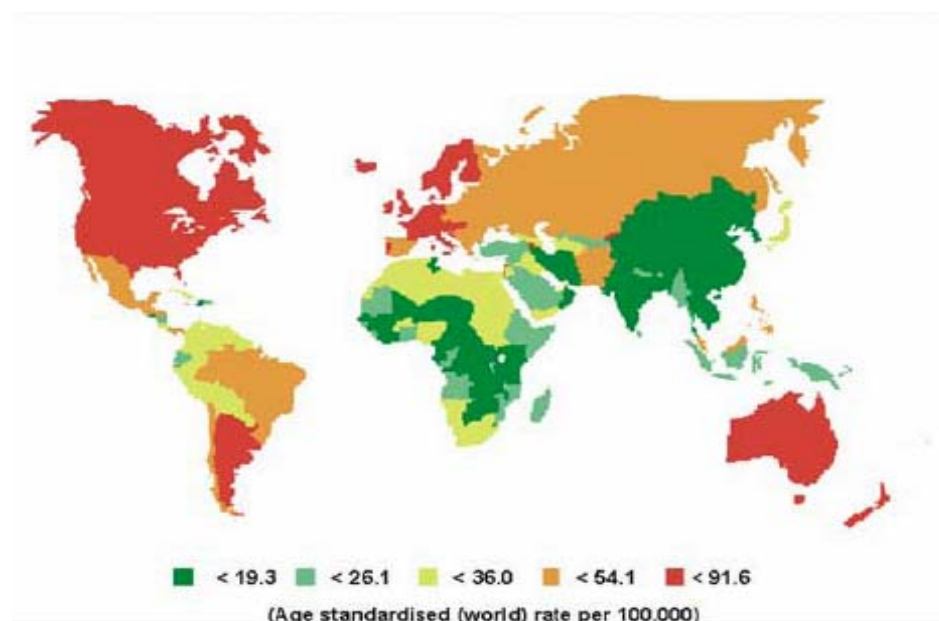 < 19.3 < 26.1 < 36.0 < 54.1 < 91.6
(Age standardised (world) rate per 100.000)